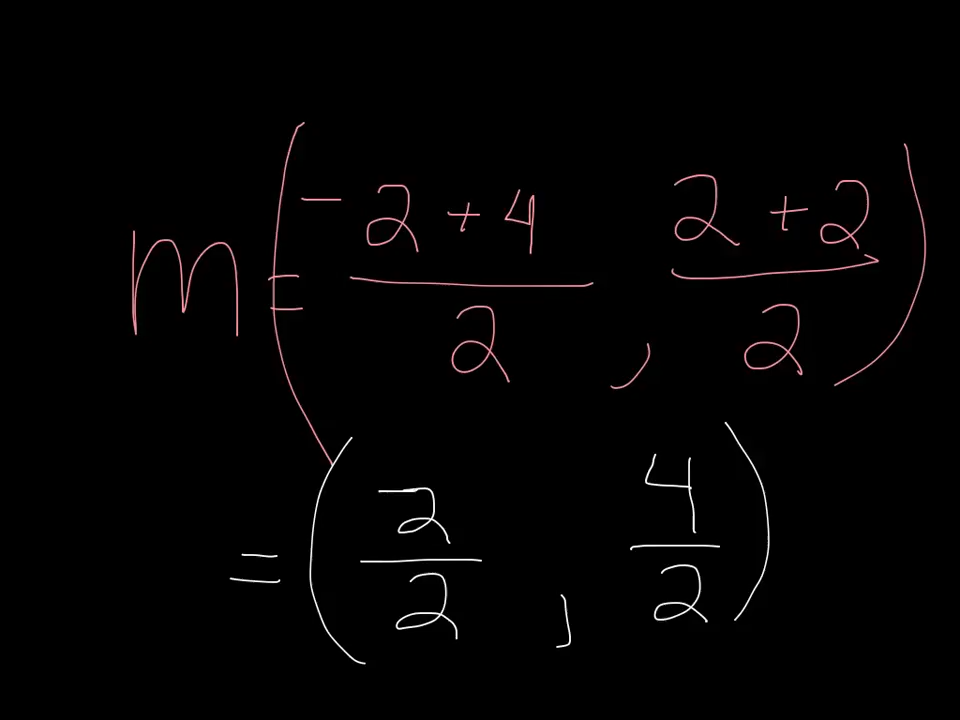 m = ( (-2 + 4)/2 , (2 + 2)/2 )
= ( 2/2 , 4/2 )